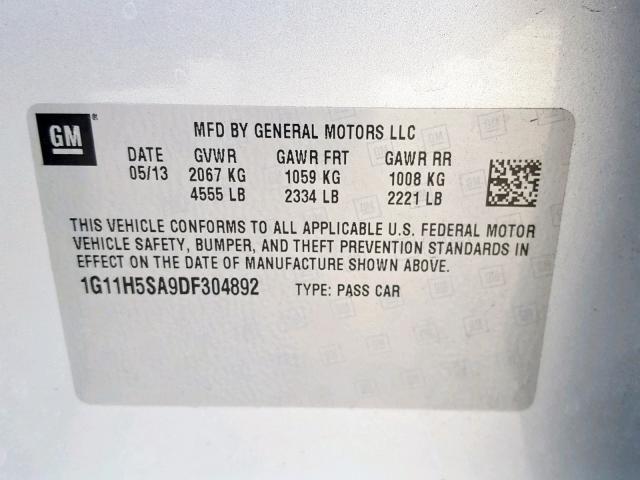 GM ®
MFD BY GENERAL MOTORS LLC
DATE GVWR GAWR FRT GAWR RR
05/13 2067 KG 1059 KG 1008 KG
4555 LB 2334 LB 2221 LB
THIS VEHICLE CONFORMS TO ALL APPLICABLE U.S. FEDERAL MOTOR
VEHICLE SAFETY, BUMPER, AND THEFT PREVENTION STANDARDS IN
EFFECT ON THE DATE OF MANUFACTURE SHOWN ABOVE.
1G11H5SA9DF304892 TYPE: PASS CAR